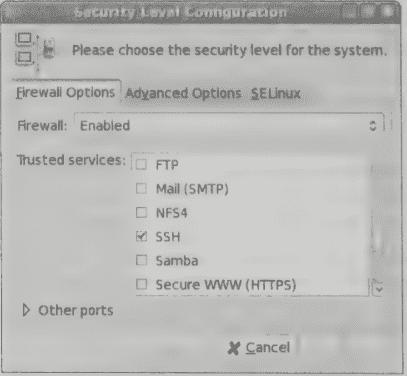 Security Level Configuration
Please choose the security level for the system.
Firewall Options Advanced Options SELinux
Firewall: Enabled
Trusted services: FTP
Mail (SMTP)
NFS4
SSH
Samba
Secure WWW (HTTPS)
Other ports
Cancel